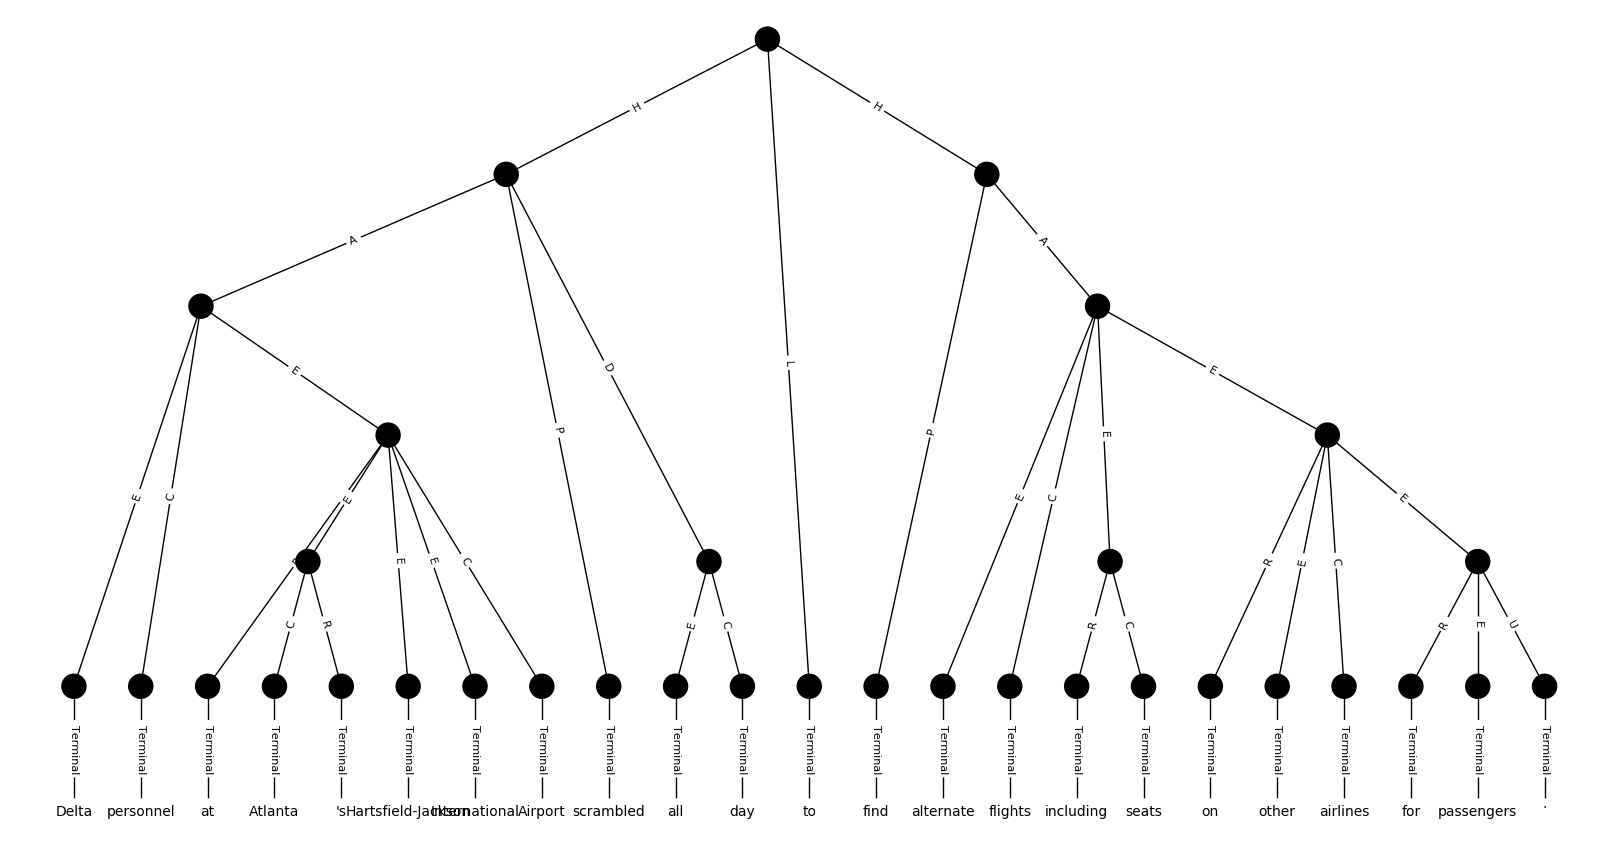 H H
A A
L
E E
D
P P
E C E E C E C
E R E C
E E E C
C R E C R C R E U
Terminal Terminal Terminal Terminal Terminal Terminal Terminal Terminal Terminal Terminal Terminal Terminal Terminal Terminal Terminal Terminal Terminal Terminal Terminal Terminal Terminal Terminal Terminal
Delta personnel at Atlanta 's Hartsfield-Jackson International Airport scrambled all day to find alternate flights including seats on other airlines for passengers .